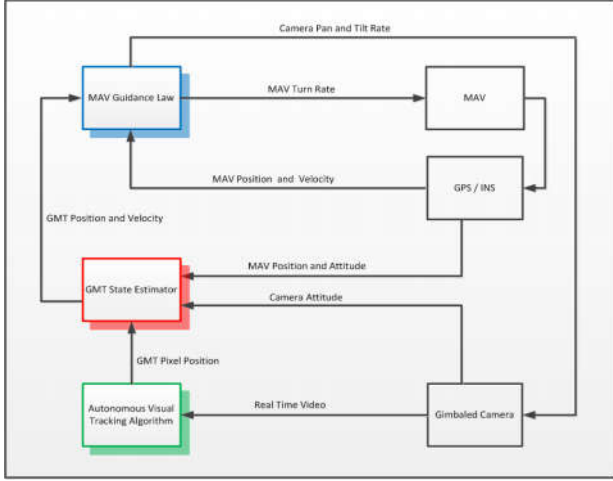 Camera Pan and Tilt Rate
MAV Guidance Law
MAV Turn Rate
MAV
MAV Position and Velocity
GPS / INS
GMT Position and Velocity
MAV Position and Attitude
GMT State Estimator
Camera Attitude
GMT Pixel Position
Autonomous Visual
Tracking Algorithm
Real Time Video
Gimbaled Camera